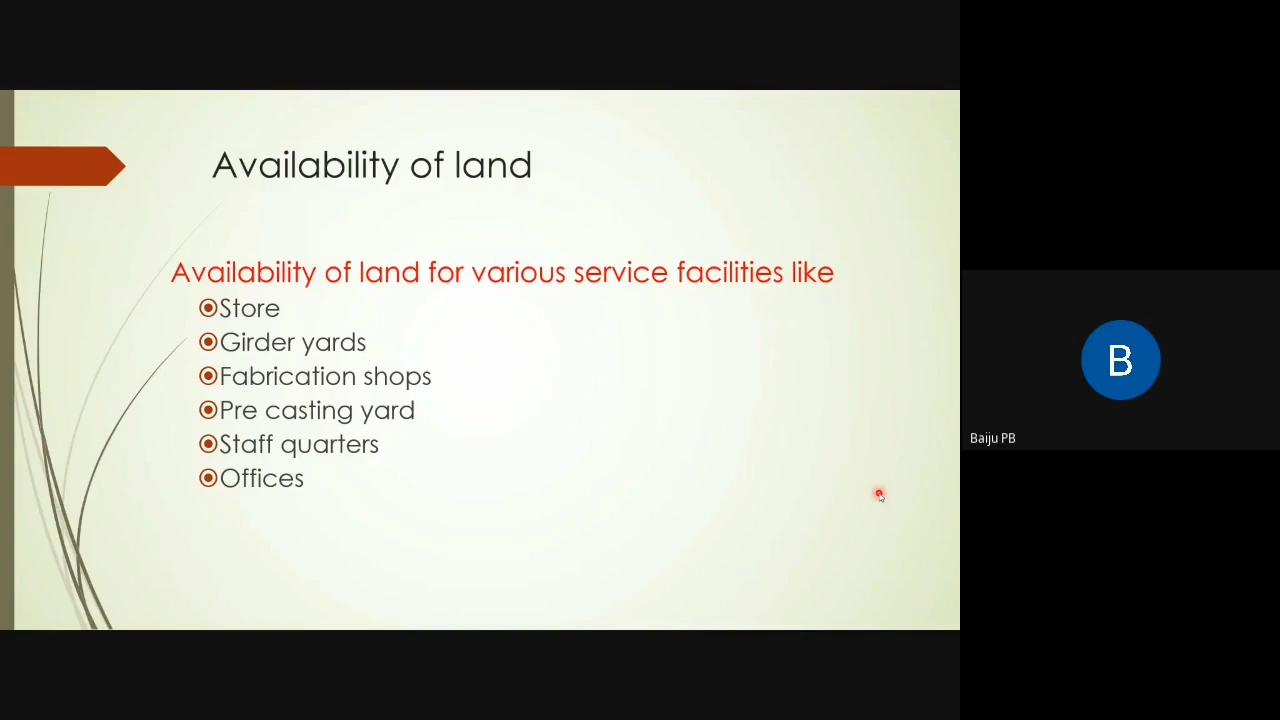 Availability of land
Availability of land for various service facilities like
Store
Girder yards
Fabrication shops
Pre casting yard
Staff quarters
Offices
B
Baiju PB